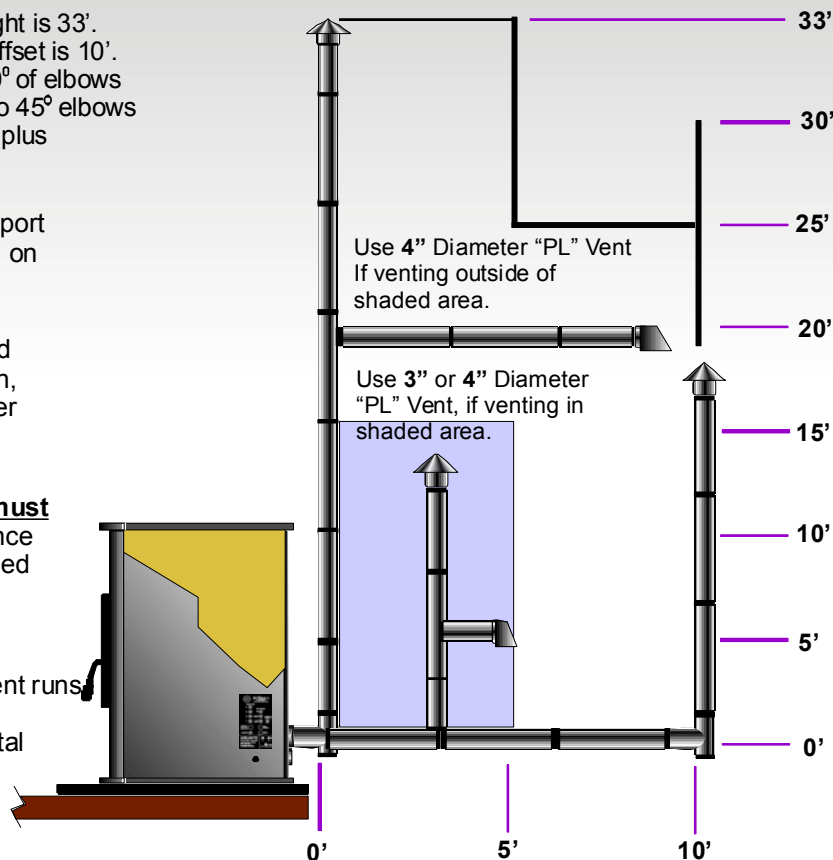 ght is 33’.
ffset is 10’.
0⁰ of elbows
o 45⁰ elbows
plus
port
on
d
n,
er
must
nce
ed
ent runs
tal
Use 4” Diameter “PL” Vent
If venting outside of
shaded area.
Use 3” or 4” Diameter
“PL” Vent, if venting in
shaded area.
33’
30’
25’
20’
15’
10’
5’
0’
0’
5’
10’